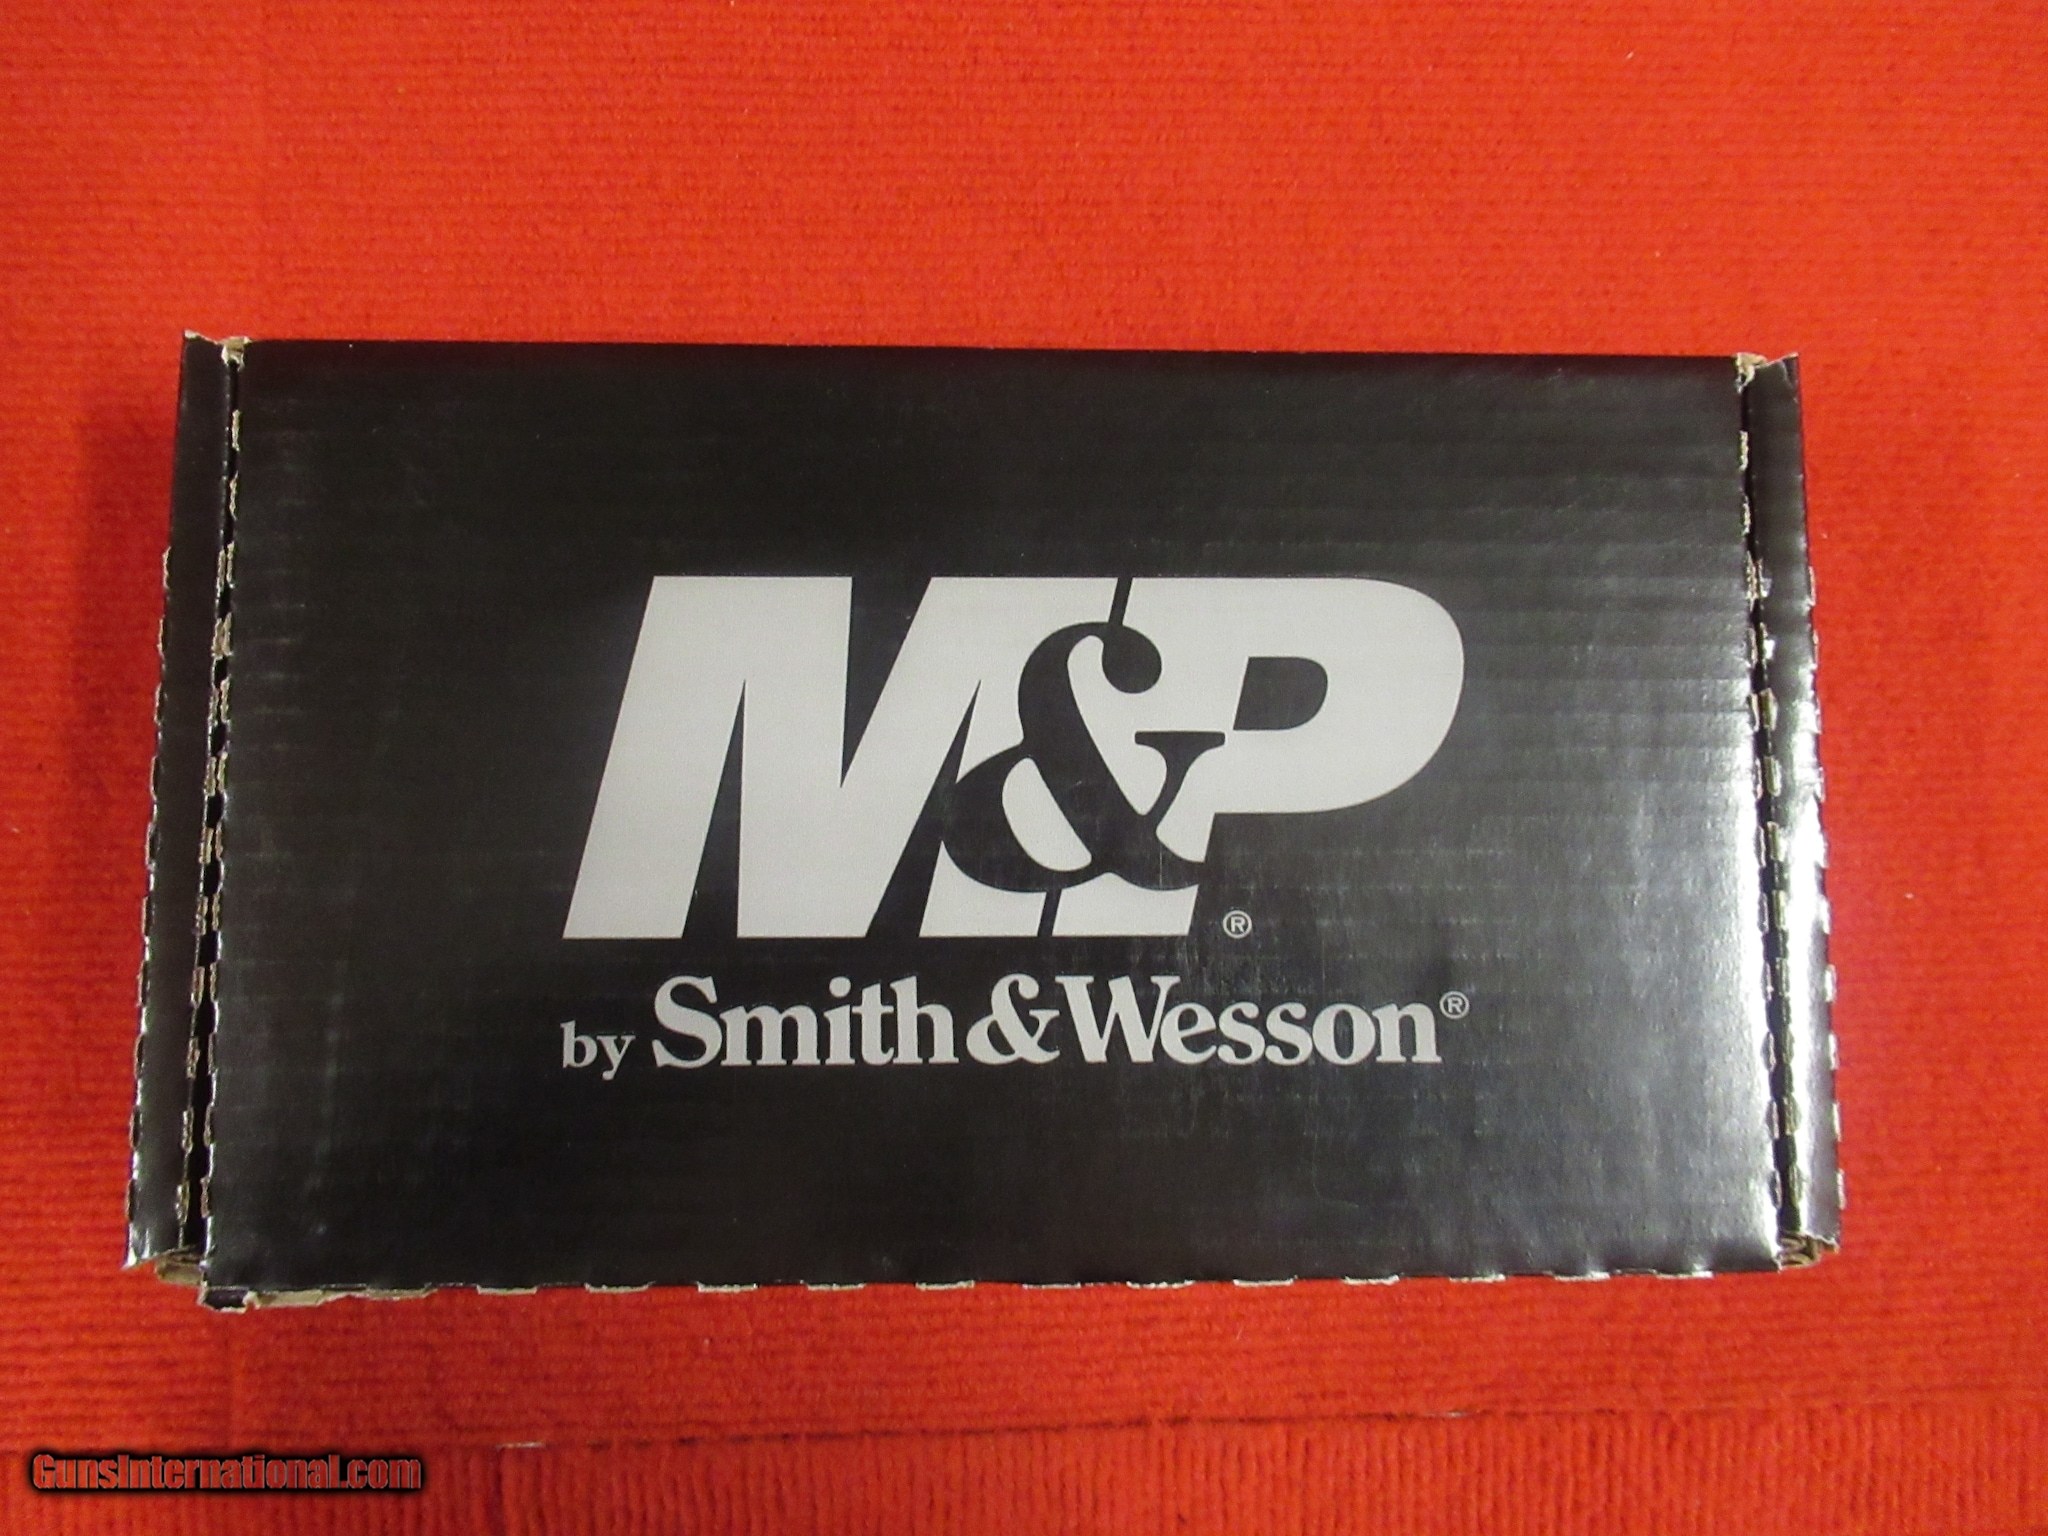 M&P®
by Smith & Wesson®
GunsInternational.com